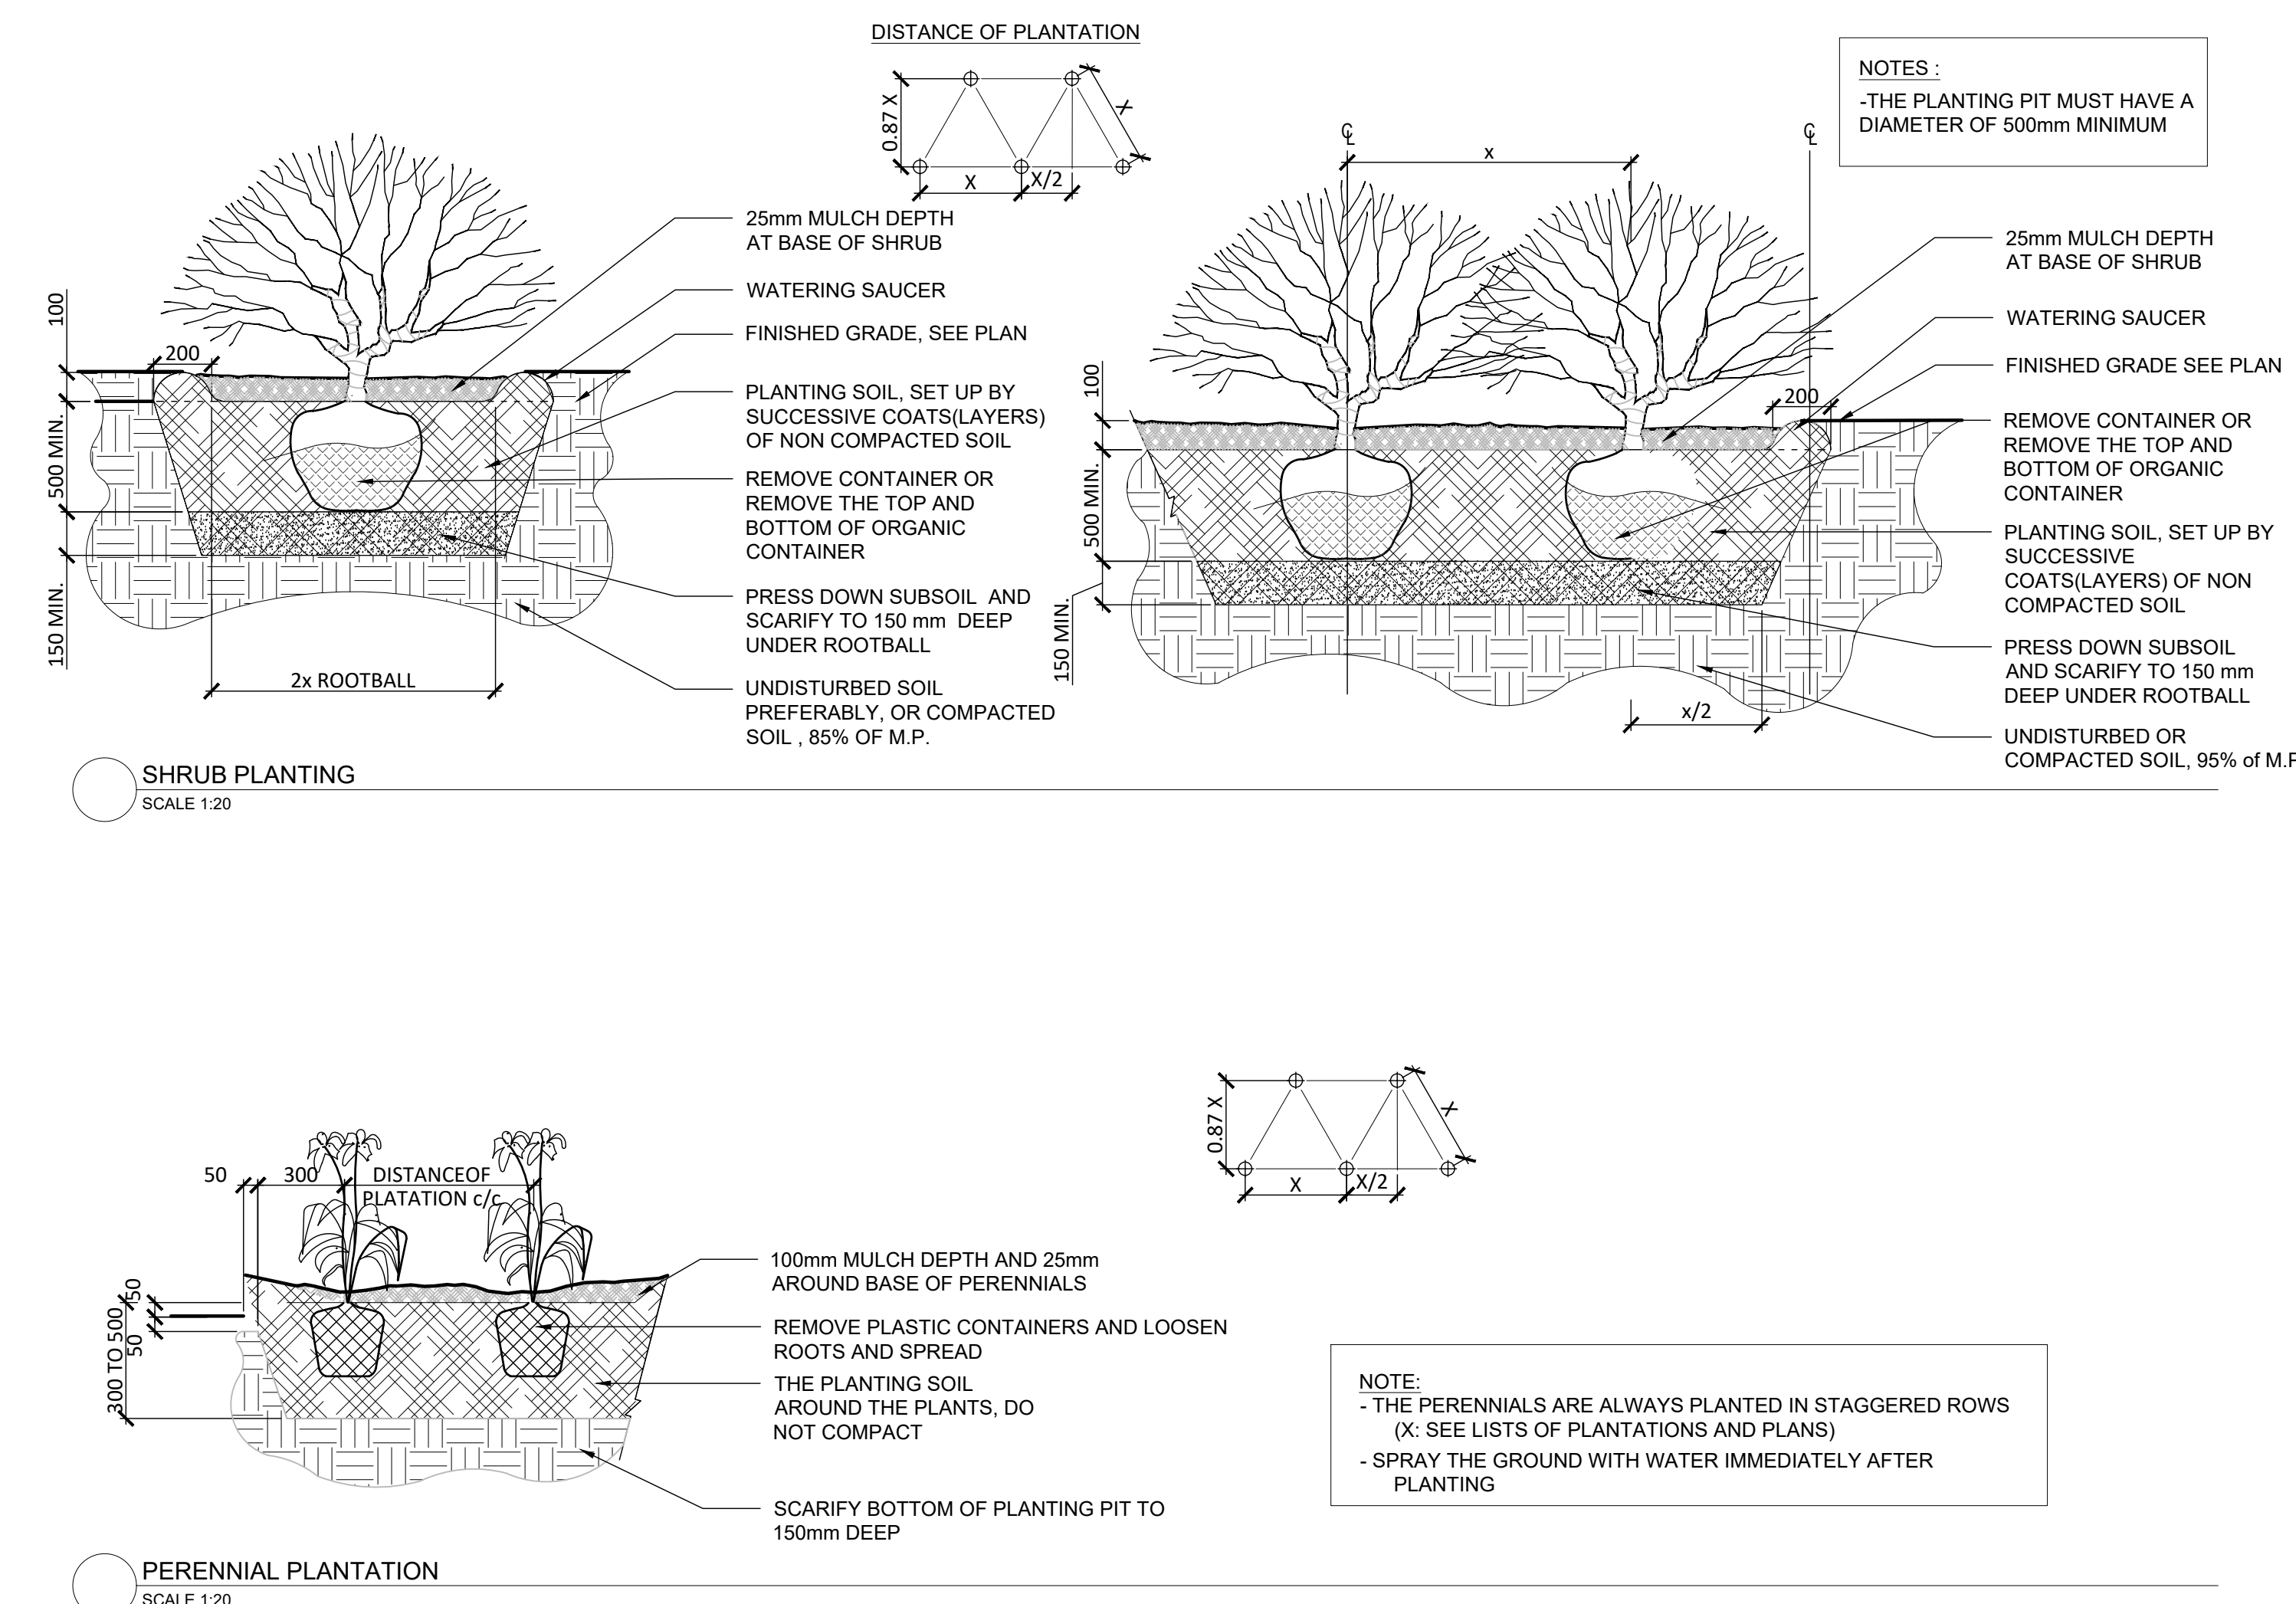 DISTANCE OF PLANTATION
0.87 X
X
X
X/2
NOTES :
-THE PLANTING PIT MUST HAVE A
DIAMETER OF 500mm MINIMUM
100
200
500 MIN.
150 MIN.
2x ROOTBALL
25mm MULCH DEPTH
AT BASE OF SHRUB
WATERING SAUCER
FINISHED GRADE, SEE PLAN
PLANTING SOIL, SET UP BY
SUCCESSIVE COATS(LAYERS)
OF NON COMPACTED SOIL
REMOVE CONTAINER OR
REMOVE THE TOP AND
BOTTOM OF ORGANIC
CONTAINER
PRESS DOWN SUBSOIL AND
SCARIFY TO 150 mm DEEP
UNDER ROOTBALL
UNDISTURBED SOIL
PREFERABLY, OR COMPACTED
SOIL , 85% OF M.P.
℄
℄
x
100
200
500 MIN.
150 MIN.
x/2
25mm MULCH DEPTH
AT BASE OF SHRUB
WATERING SAUCER
FINISHED GRADE SEE PLAN
REMOVE CONTAINER OR
REMOVE THE TOP AND
BOTTOM OF ORGANIC
CONTAINER
PLANTING SOIL, SET UP BY
SUCCESSIVE
COATS(LAYERS) OF NON
COMPACTED SOIL
PRESS DOWN SUBSOIL
AND SCARIFY TO 150 mm
DEEP UNDER ROOTBALL
UNDISTURBED OR
COMPACTED SOIL, 95% of M.P
SHRUB PLANTING
SCALE 1:20
0.87 X
X
X
X/2
50
300
DISTANCEOF
PLATATION c/c
50
50
300 TO 500
100mm MULCH DEPTH AND 25mm
AROUND BASE OF PERENNIALS
REMOVE PLASTIC CONTAINERS AND LOOSEN
ROOTS AND SPREAD
THE PLANTING SOIL
AROUND THE PLANTS, DO
NOT COMPACT
SCARIFY BOTTOM OF PLANTING PIT TO
150mm DEEP
NOTE:
- THE PERENNIALS ARE ALWAYS PLANTED IN STAGGERED ROWS
(X: SEE LISTS OF PLANTATIONS AND PLANS)
- SPRAY THE GROUND WITH WATER IMMEDIATELY AFTER
PLANTING
PERENNIAL PLANTATION
SCALE 1:20